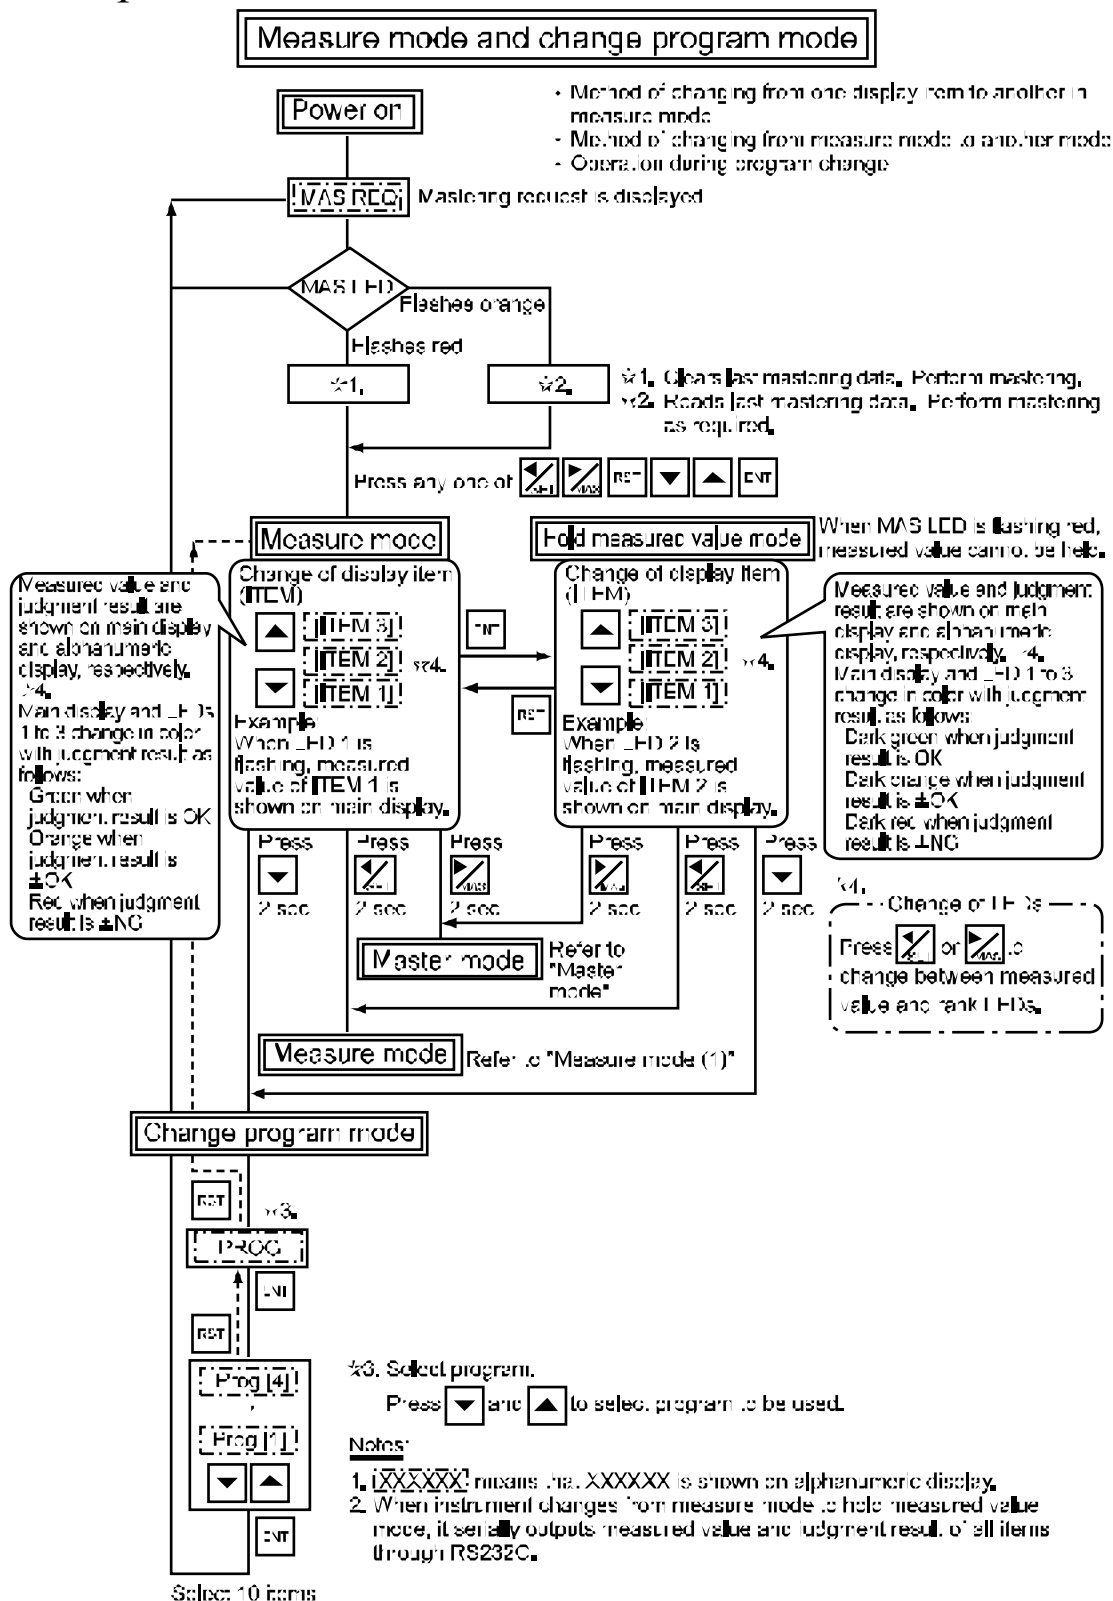 Measure mode and change program mode
Power on
• Method of changing from one display item to another in
measure mode
- Method of changing from measure mode to another mode
- Operation during program change
MAS REQ
Mastering request is displayed
MAS LED
Flashes orange
Flashes red
☆1.
☆2.
☆1. Clears last mastering data. Perform mastering.
☆2. Reads last mastering data. Perform mastering
as required.
Press any one of
SET
MAS
RST
ENT
Measure mode
Hold measured value mode
When MAS LED is flashing red,
measured value cannot be held.
Measured value and
judgment result are
shown on main display
and alphanumeric
display, respectively.
☆4.
Main display and LEDs
1 to 3 change in color
with judgment result as
follows:
Green when
judgment result is OK
Orange when
judgment result is
±OK
Red when judgment
result is ±NG
Change of display item
(ITEM)
[ITEM 3]
[ITEM 2]
[ITEM 1]
☆4.
Example:
When LED 1 is
flashing, measured
value of ITEM 1 is
shown on main display.
ENT
RST
Change of display item
(ITEM)
[ITEM 3]
[ITEM 2]
[ITEM 1]
☆4.
Example:
When LED 2 is
flashing, measured
value of ITEM 2 is
shown on main display.
Measured value and judgment
result are shown on main
display and alphanumeric
display, respectively. ☆4.
Main display and LED 1 to 3
change in color with judgment
result as follows:
Dark green when judgment
result is OK
Dark orange when judgment
result is ±OK
Dark red when judgment
result is ±NG
Press Press Press Press Press Press
SET MAS MAS SET
2 sec 2 sec 2 sec 2 sec 2 sec 2 sec
☆4.
Change of LEDs
Press SET or MAS to
change between measured
value and rank LEDs.
Master mode
Refer to
"Master
mode"
Measure mode
Refer to "Measure mode (1)"
Change program mode
RST
☆3.
PROG
ENT
RST
Prog [4]
Prog [1]
ENT
Select 10 items
☆3. Select program.
Press and to select program to be used.
Notes:
1. XXXXXX means that XXXXXX is shown on alphanumeric display.
2. When instrument changes from measure mode to hold measured value
mode, it serially outputs measured value and judgment result of all items
through RS232C.